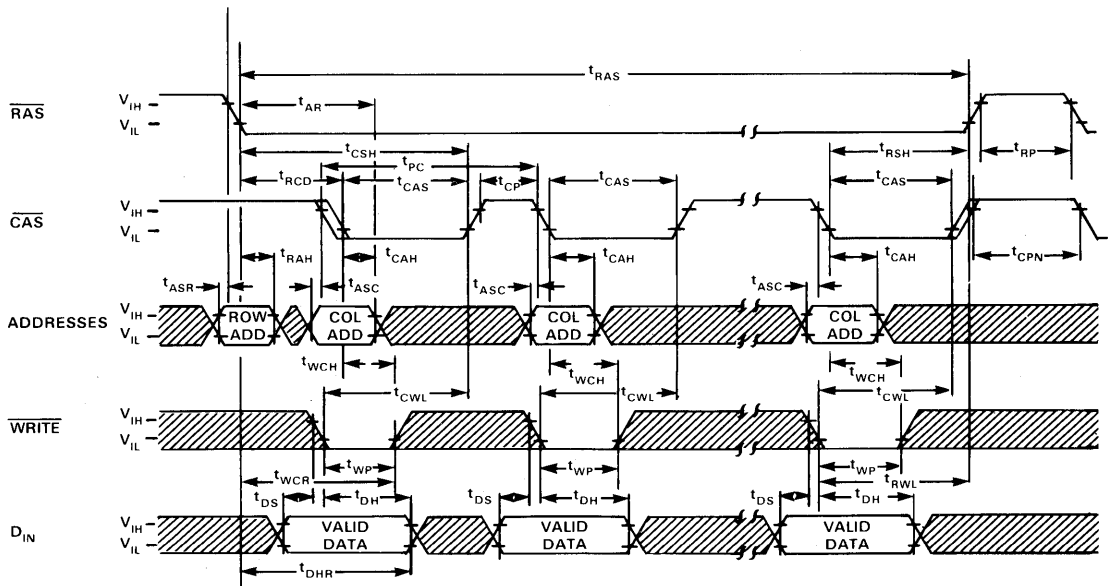 tRAS
tAR
RAS
VIH
VIL
tCSH
tPC
tRSH
tRP
tRCD
tCAS
tCP
tCAS
tCAS
CAS
VIH
VIL
tRAH
tCAH
tCAH
tCAH
tCPN
tASR
tASC
tASC
tASC
ADDRESSES
VIH
VIL
ROW ADD
COL ADD
COL ADD
COL ADD
tWCH
tWCH
tWCH
tCWL
tCWL
tCWL
WRITE
VIH
VIL
tWP
tWP
tWP
tWCR
tRWL
tDS
tDH
tDS
tDH
tDS
tDH
DIN
VIH
VIL
VALID DATA
VALID DATA
VALID DATA
tDHR